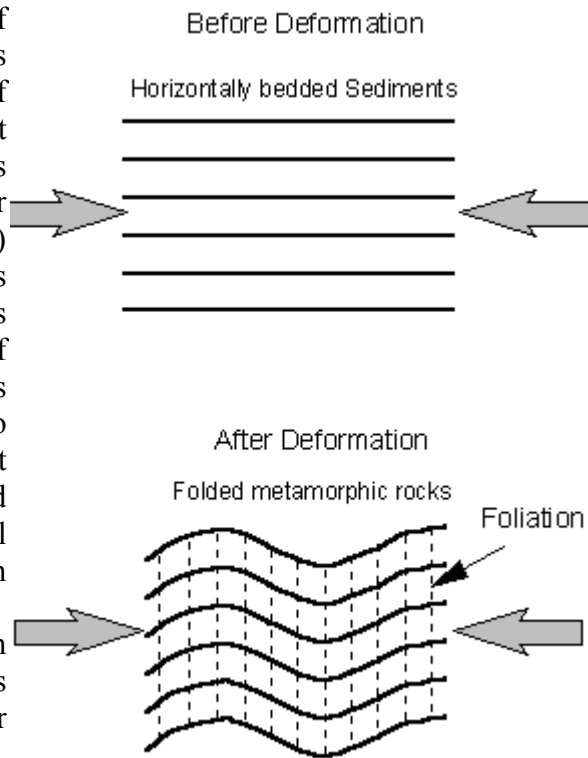 Before Deformation
Horizontally bedded Sediments
After Deformation
Folded metamorphic rocks
Foliation